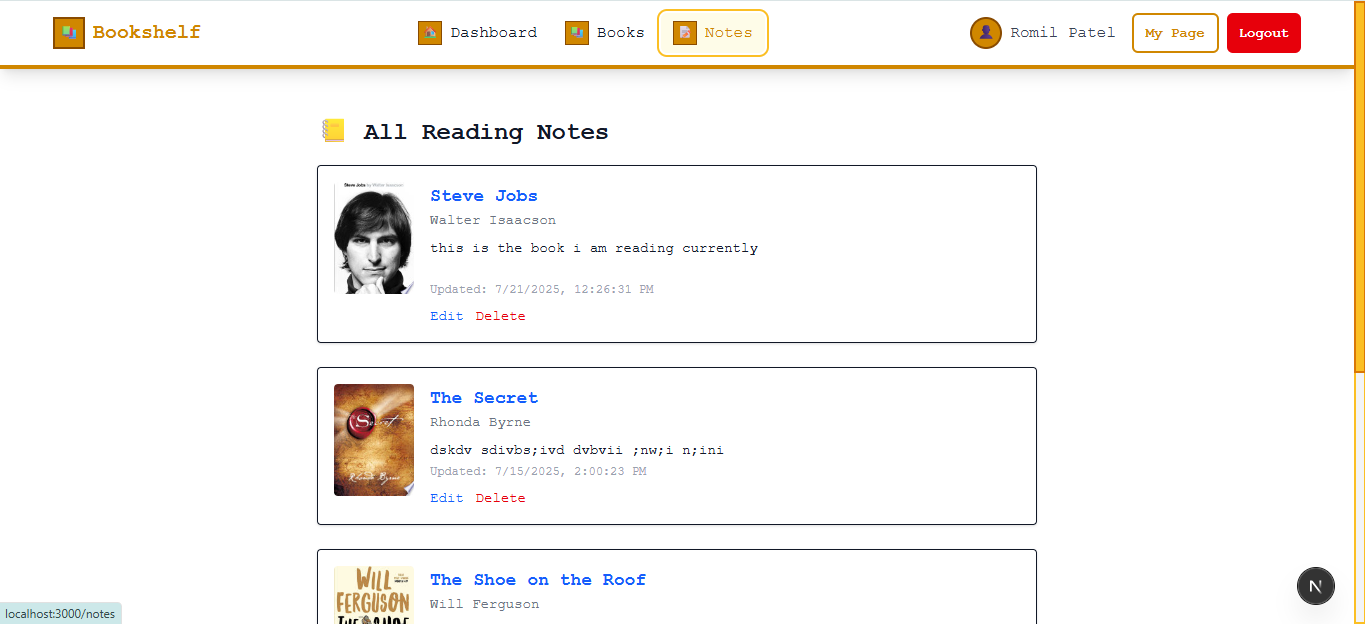 Bookshelf
Dashboard
Books
Notes
Romil Patel
My Page
Logout
All Reading Notes
Steve Jobs by Walter Isaacson
Steve Jobs
Walter Isaacson
this is the book i am reading currently
Updated: 7/21/2025, 12:26:31 PM
Edit Delete
The Secret
Rhonda Byrne
dskdv sdivbs;ivd dvbvii ;nw;i n;ini
Updated: 7/15/2025, 2:00:23 PM
Edit Delete
Secret
Rhonda Byrne
The Shoe on the Roof
Will Ferguson
WILL
FERGUSON
THE SHOE
N
localhost:3000/notes